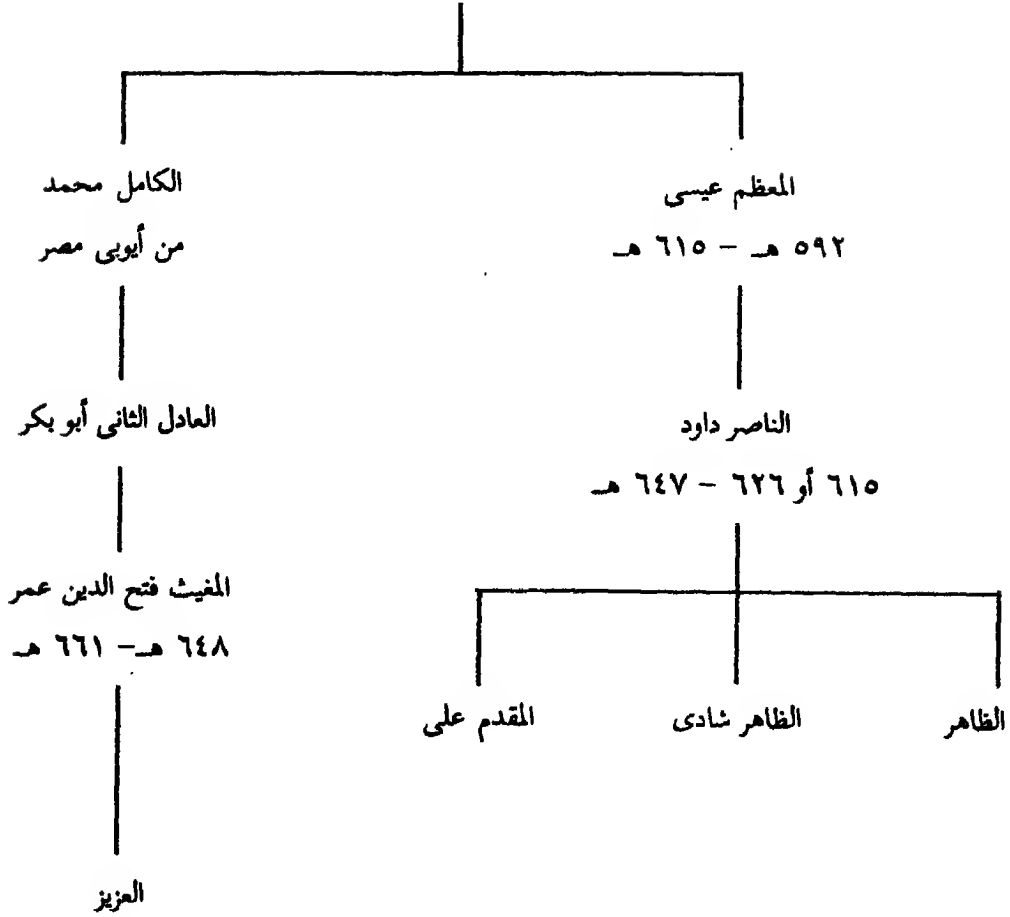 المعظم عيسى
٥٩٢ هـ – ٦١٥ هـ
الكامل محمد
من أيوبى مصر
الناصر داود
٦١٥ أو ٦٢٦ – ٦٤٧ هـ
العادل الثانى أبو بكر
المغيث فتح الدين عمر
٦٤٨ هـ – ٦٦١ هـ
الظاهر
الظاهر شادى
المقدم على
العزيز